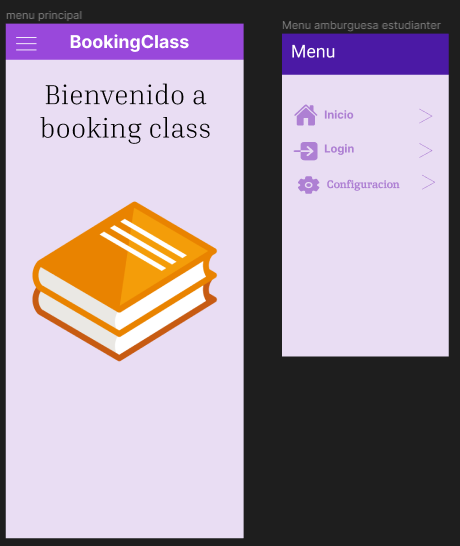 menu principal
BookingClass
Bienvenido a
booking class
Menu amburguesa estudianter
Menu
Inicio
Login
Configuracion